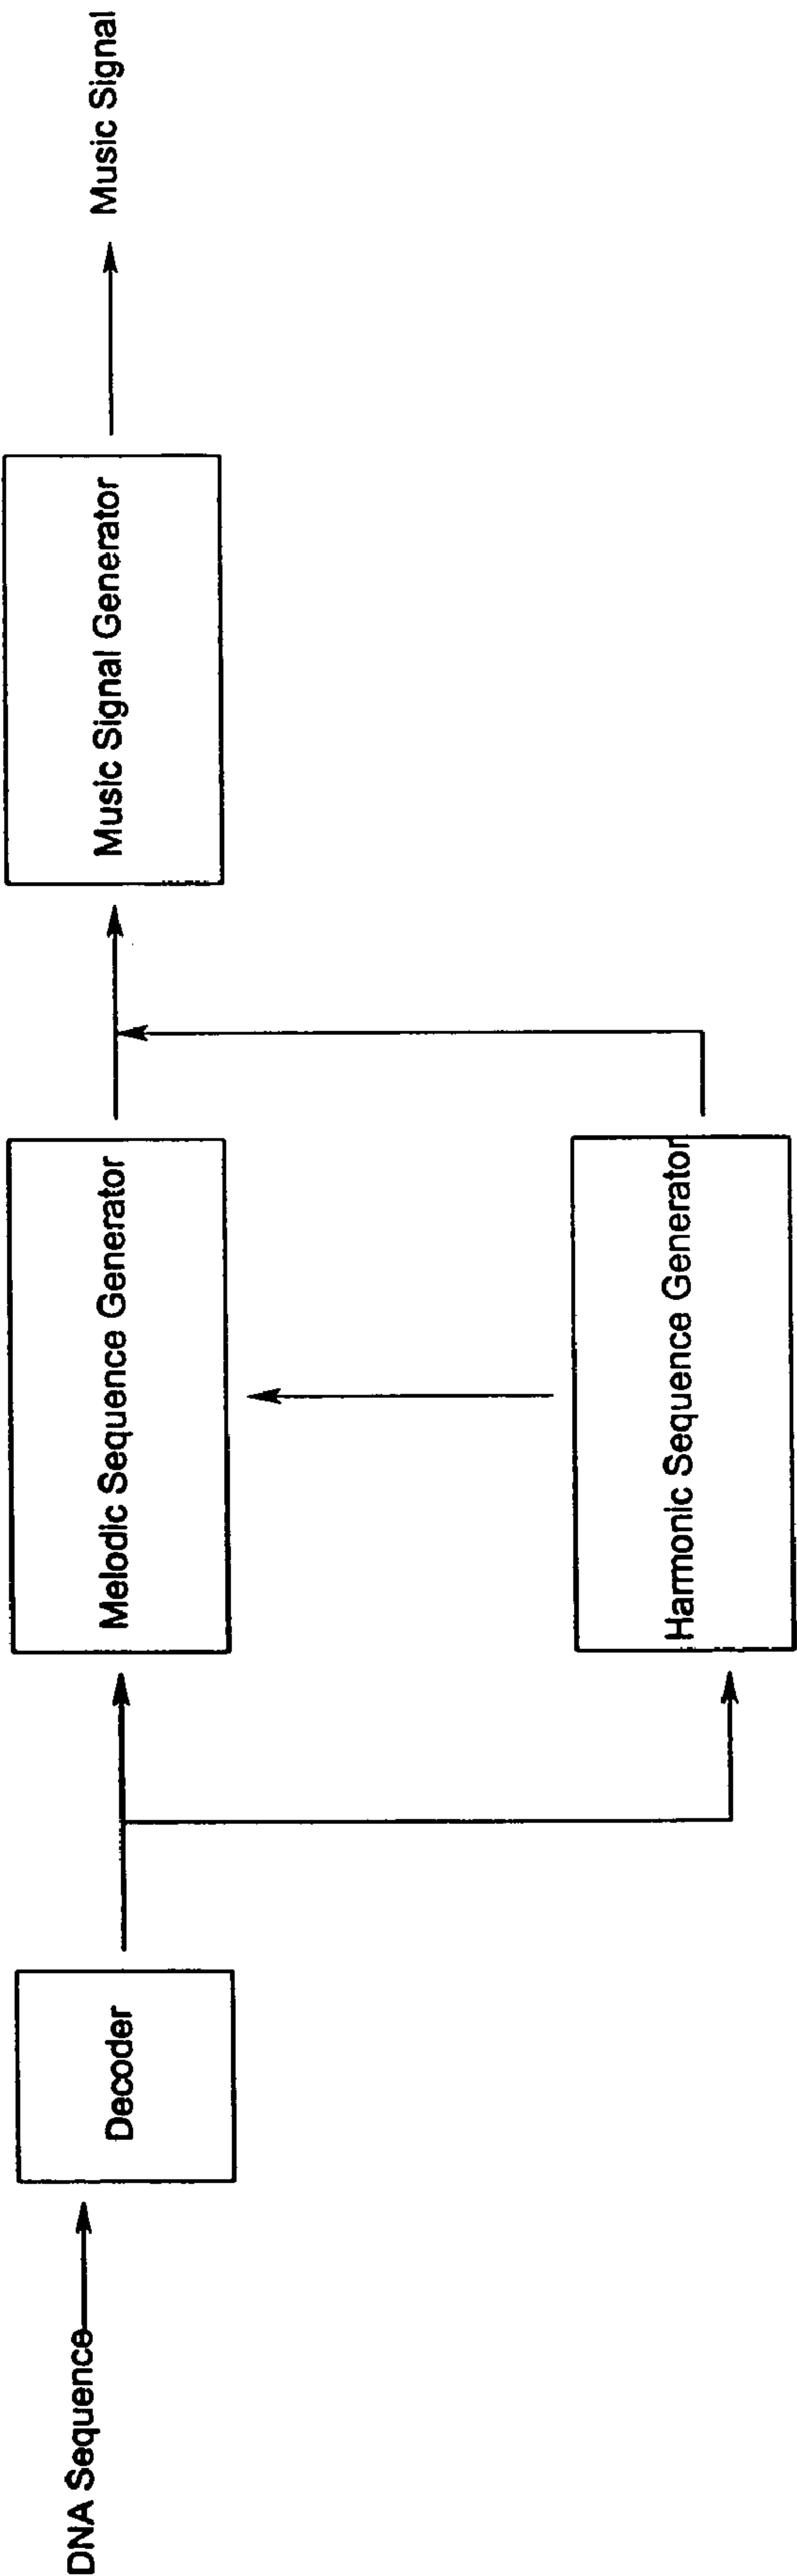 DNA Sequence
Decoder
Melodic Sequence Generator
Harmonic Sequence Generator
Music Signal Generator
Music Signal